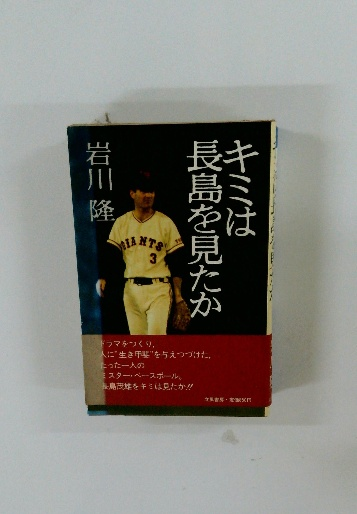 キミは
長島を見たか
岩川 隆
GIANTS
3
ドラマをつくり、
人に"生き甲斐"を与えつづけた、
たった一人の
ミスター・ベースボール。
長島茂雄をキミは見たか!!